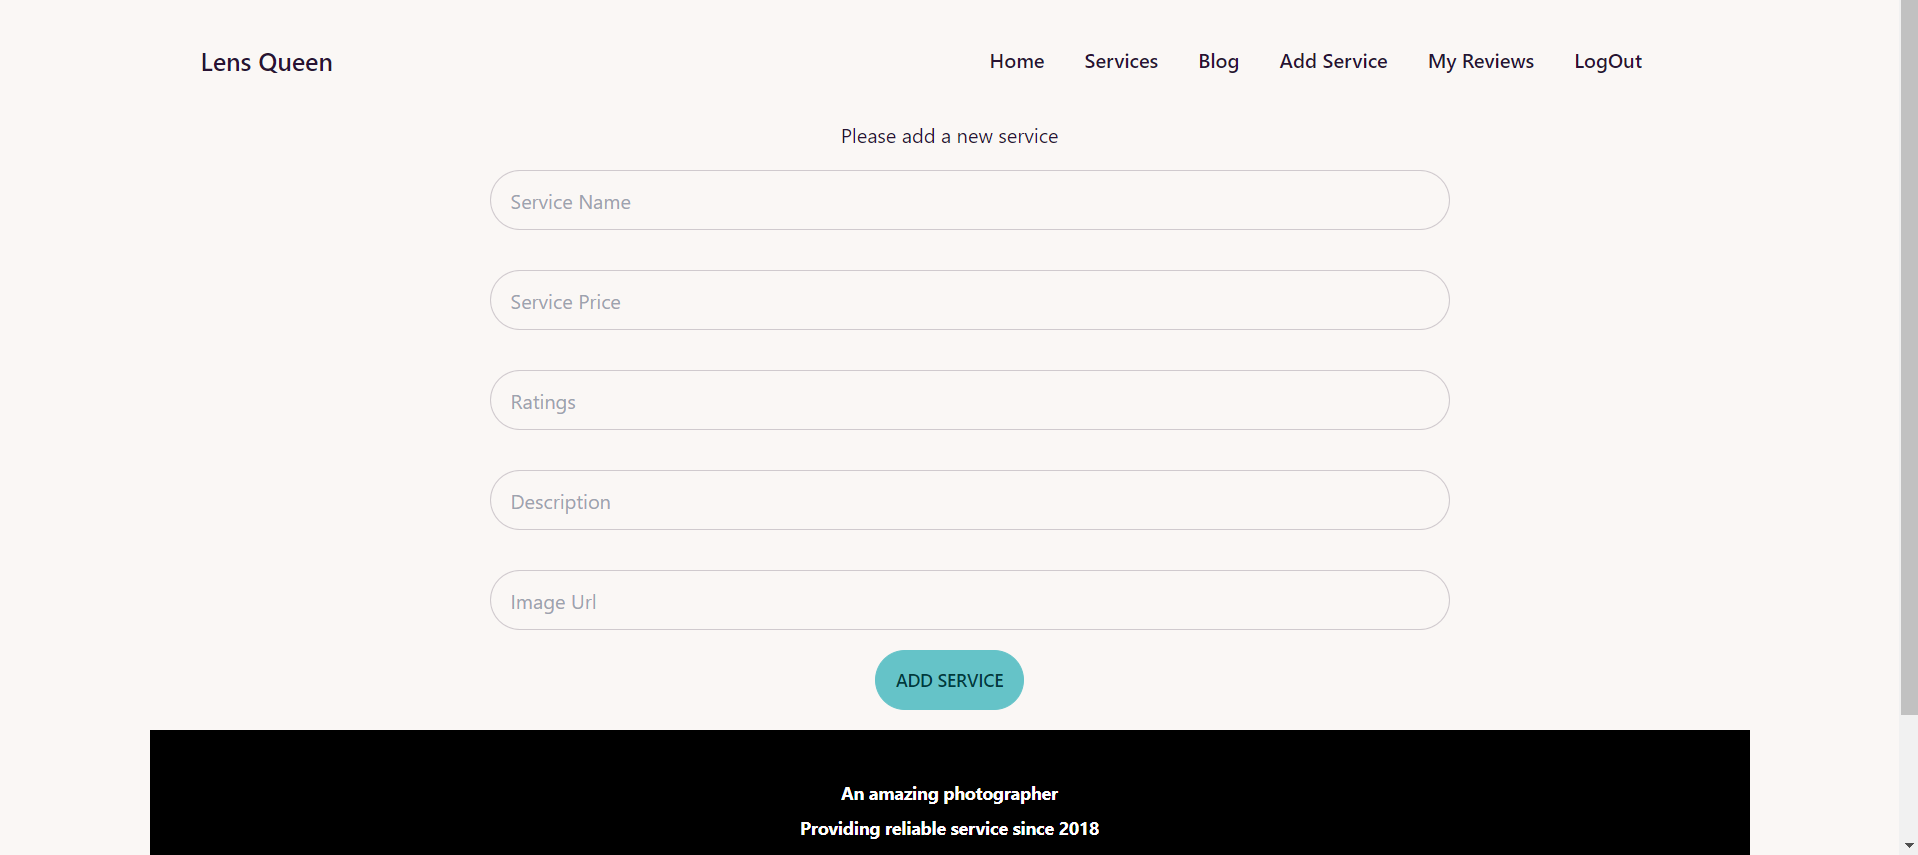 Lens Queen
Home Services Blog Add Service My Reviews LogOut
Please add a new service
Service Name
Service Price
Ratings
Description
Image Url
ADD SERVICE
An amazing photographer
Providing reliable service since 2018